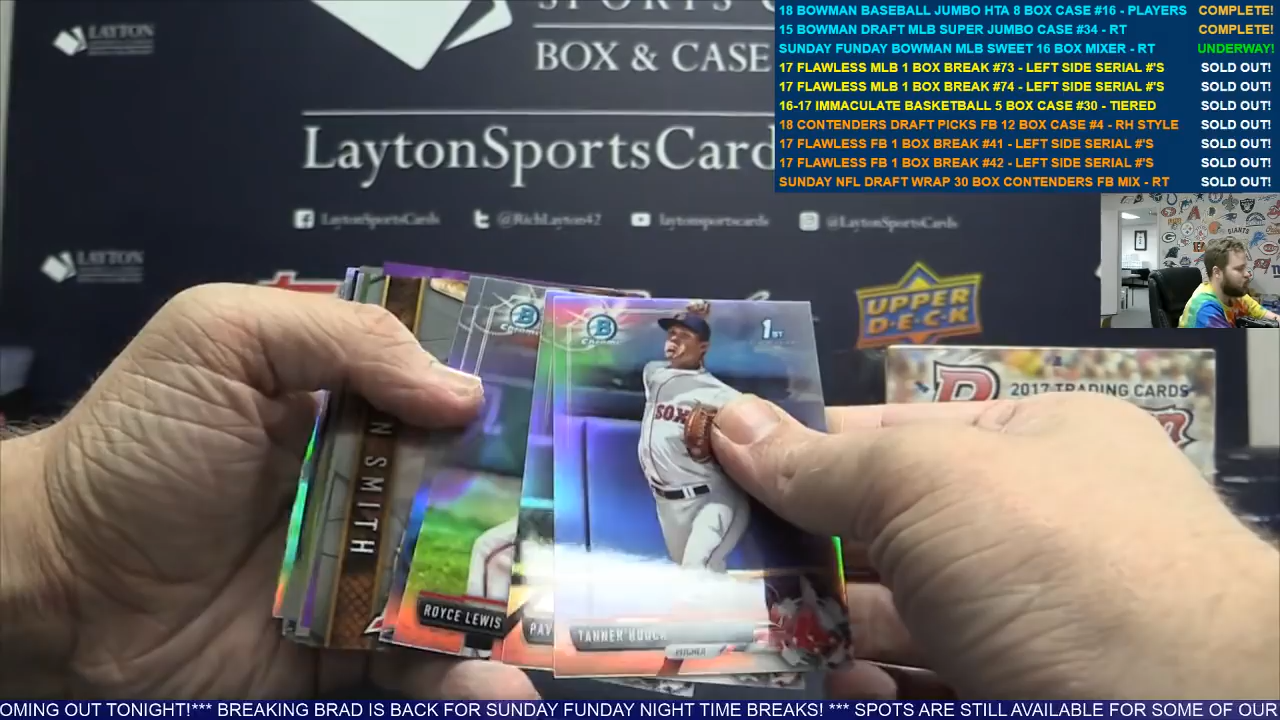 18 BOWMAN BASEBALL JUMBO HTA 8 BOX CASE #16 - PLAYERS COMPLETE!
15 BOWMAN DRAFT MLB SUPER JUMBO CASE #34 - RT COMPLETE!
SUNDAY FUNDAY BOWMAN MLB SWEET 16 BOX MIXER - RT UNDERWAY!
17 FLAWLESS MLB 1 BOX BREAK #73 - LEFT SIDE SERIAL #'S SOLD OUT!
17 FLAWLESS MLB 1 BOX BREAK #74 - LEFT SIDE SERIAL #'S SOLD OUT!
16-17 IMMACULATE BASKETBALL 5 BOX CASE #30 - TIERED SOLD OUT!
18 CONTENDERS DRAFT PICKS FB 12 BOX CASE #4 - RH STYLE SOLD OUT!
17 FLAWLESS FB 1 BOX BREAK #41 - LEFT SIDE SERIAL #'S SOLD OUT!
17 FLAWLESS FB 1 BOX BREAK #42 - LEFT SIDE SERIAL #'S SOLD OUT!
SUNDAY NFL DRAFT WRAP 30 BOX CONTENDERS FB MIX - RT SOLD OUT!
LAYTON
BOX & CASE
LaytonSportsCard
LaytonSportsCards @RichLayton42 laytonsportscards @LaytonSportsCards
LAYTON
GIANTS
UPPER
DECK
2017 TRADING CARDS
B Chrome
B Chrome
1ST
SOX
N SMITH
ROYCE LEWIS
PAV
TANNER HOUCK
PITCHER
OMING OUT TONIGHT!*** BREAKING BRAD IS BACK FOR SUNDAY FUNDAY NIGHT TIME BREAKS! *** SPOTS ARE STILL AVAILABLE FOR SOME OF OUR